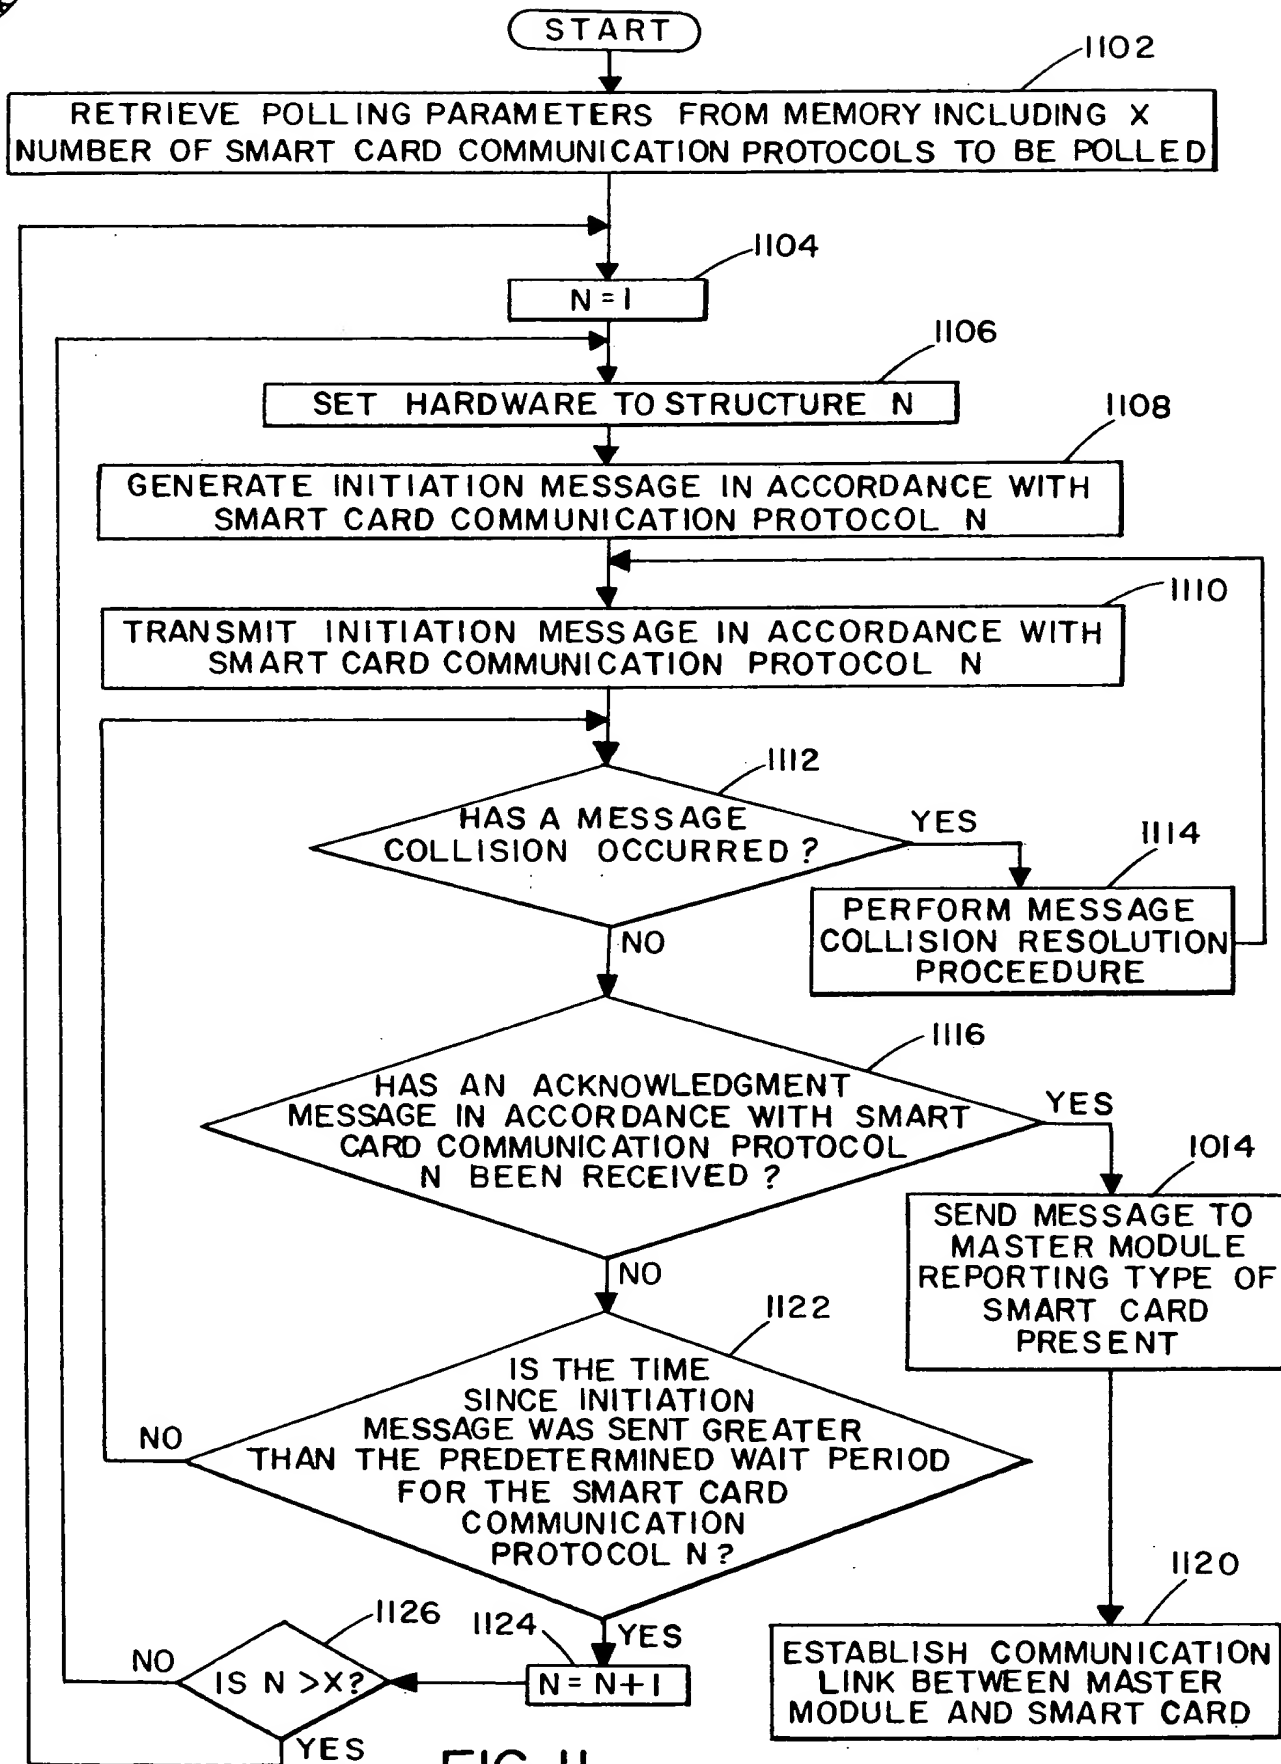 START
1102
RETRIEVE POLLING PARAMETERS FROM MEMORY INCLUDING X
NUMBER OF SMART CARD COMMUNICATION PROTOCOLS TO BE POLLED
1104
N=1
1106
SET HARDWARE TO STRUCTURE N
1108
GENERATE INITIATION MESSAGE IN ACCORDANCE WITH
SMART CARD COMMUNICATION PROTOCOL N
1110
TRANSMIT INITIATION MESSAGE IN ACCORDANCE WITH
SMART CARD COMMUNICATION PROTOCOL N
1112
HAS A MESSAGE
COLLISION OCCURRED?
YES
1114
PERFORM MESSAGE
COLLISION RESOLUTION
PROCEEDURE
NO
1116
HAS AN ACKNOWLEDGMENT
MESSAGE IN ACCORDANCE WITH SMART
CARD COMMUNICATION PROTOCOL
N BEEN RECEIVED?
YES
1014
SEND MESSAGE TO
MASTER MODULE
REPORTING TYPE OF
SMART CARD
PRESENT
NO
1122
IS THE TIME
SINCE INITIATION
MESSAGE WAS SENT GREATER
THAN THE PREDETERMINED WAIT PERIOD
FOR THE SMART CARD
COMMUNICATION
PROTOCOL N?
NO
YES
1124
N=N+1
1126
IS N >X?
NO
YES
1120
ESTABLISH COMMUNICATION
LINK BETWEEN MASTER
MODULE AND SMART CARD
FIG. 11